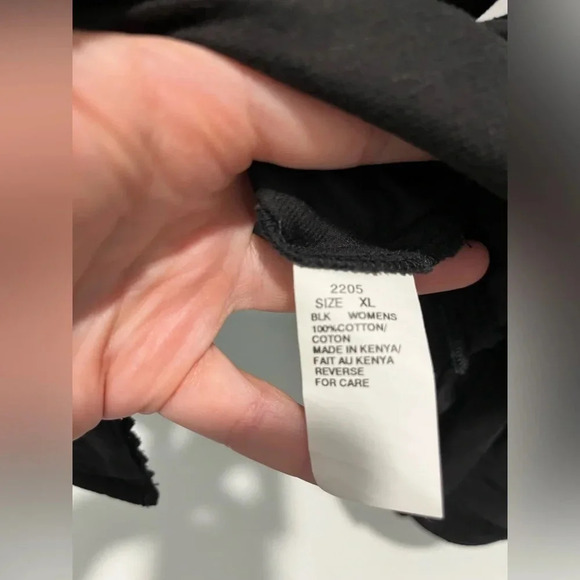 2205
SIZE XL
BLK WOMENS
100%COTTON/
COTON
MADE IN KENYA/
FAIT AU KENYA
REVERSE
FOR CARE